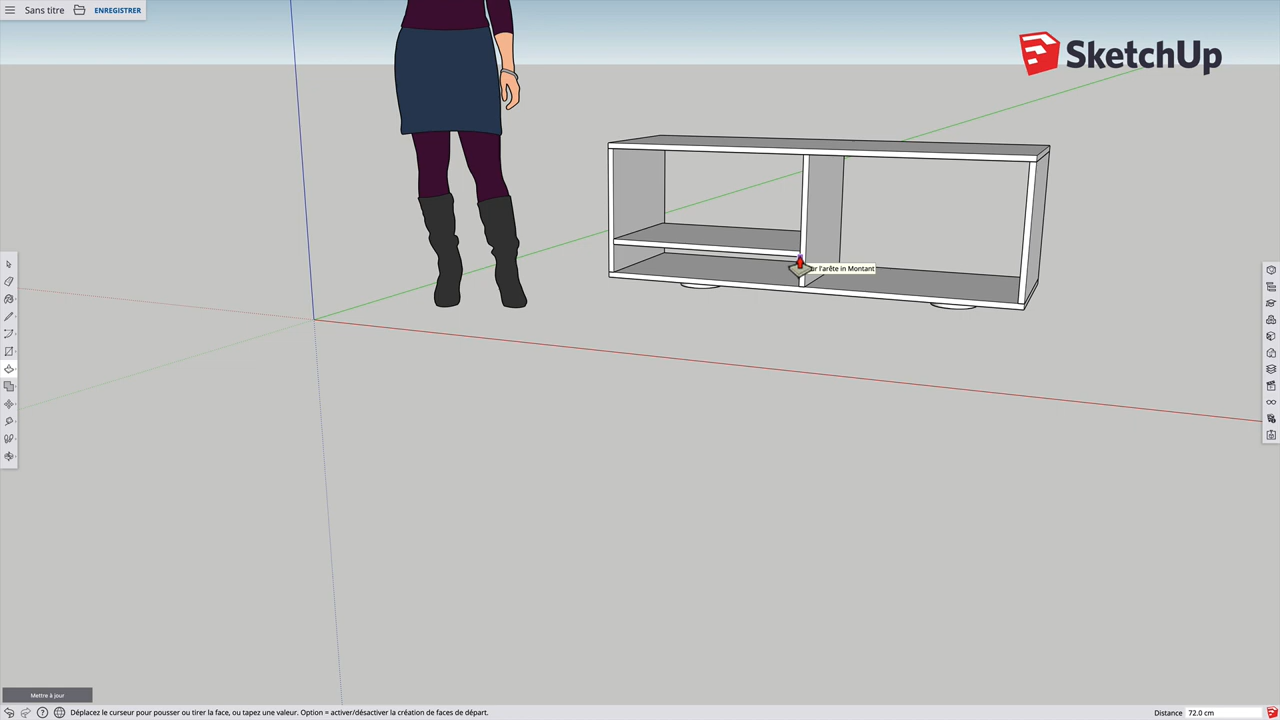 Sans titre
ENREGISTRER
SketchUp
l'arête in Montant
Mettre à jour
Déplacez le curseur pour pousser ou tirer la face, ou tapez une valeur. Option = activer/désactiver la création de faces de départ.
Distance 72.0 cm